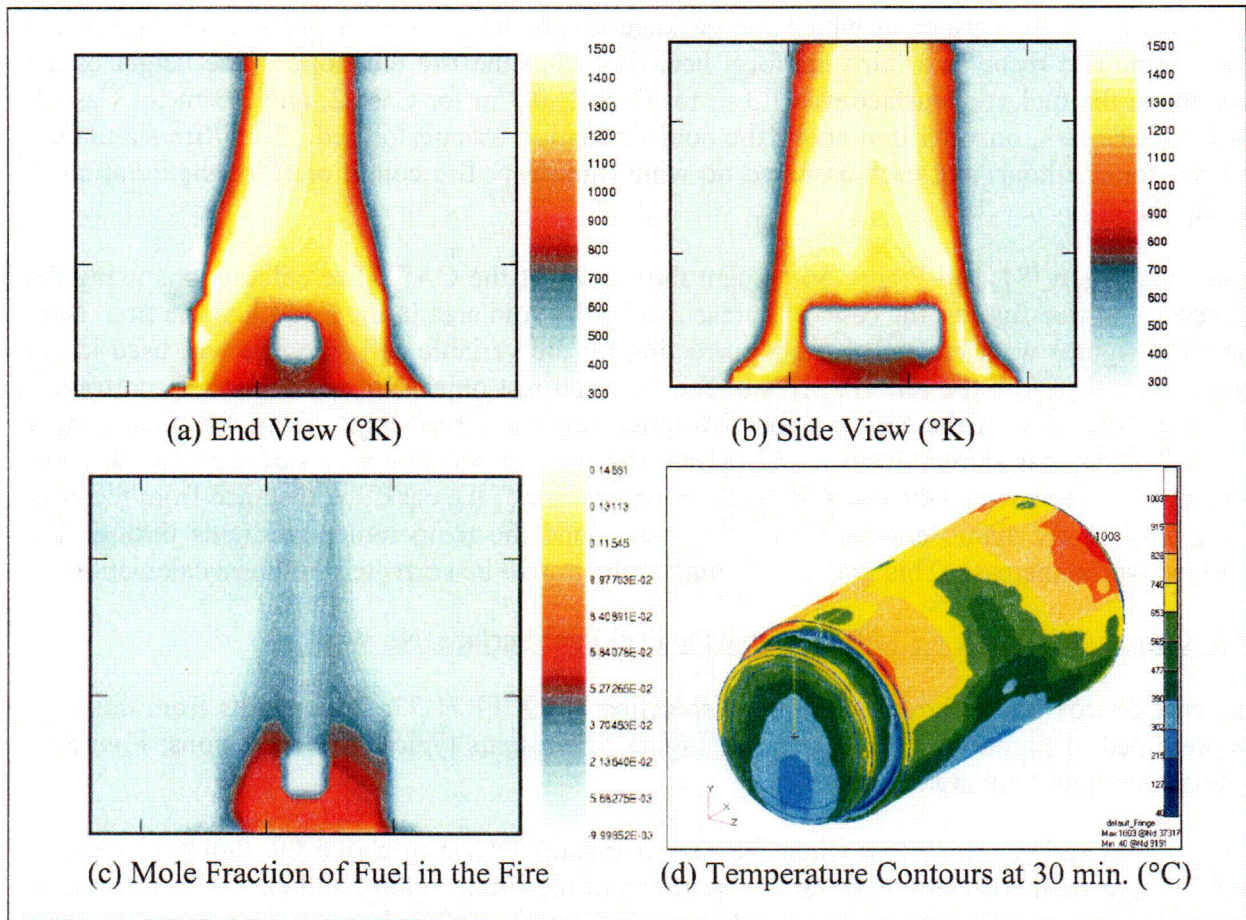 1500
1400
1300
1200
1100
1000
900
800
700
600
500
400
300
1500
1400
1300
1200
1100
1000
900
800
700
600
500
400
300
(a) End View (°K)
(b) Side View (°K)
0 14681
0 13113
0 11545
9.97703E-02
8 40891E-02
6 84078E-02
5 27265E-02
3 70453E-02
2 13640E-02
5 68275E-03
-9 99852E-03
1003
1003
915
828
740
653
565
477
390
302
215
127
40
Y
X
Z
default_Fringe
Max 1003 @Nd 37317
Min 40 @Nd 9191
(c) Mole Fraction of Fuel in the Fire
(d) Temperature Contours at 30 min. (°C)